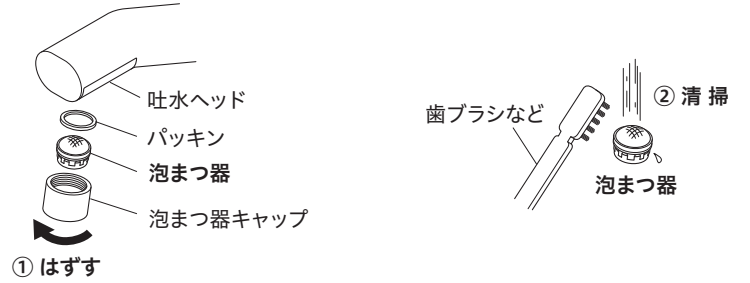 吐水ヘッド
パッキン
泡まつ器
泡まつ器キャップ
① はずす
歯ブラシなど
② 清 掃
泡まつ器